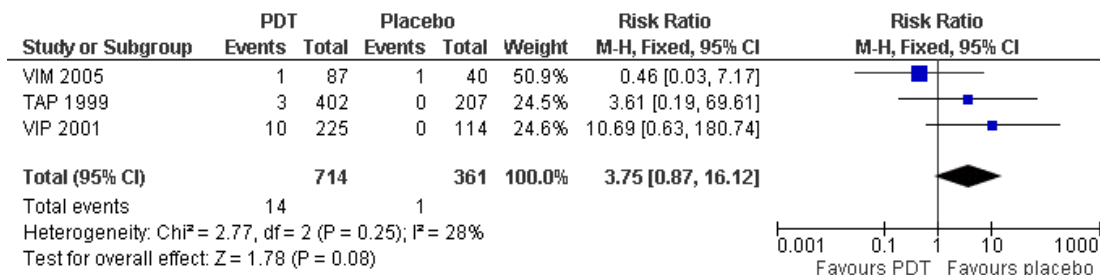 PDT Placebo Risk Ratio Risk Ratio
Study or Subgroup Events Total Events Total Weight M-H, Fixed, 95% CI M-H, Fixed, 95% CI
VIM 2005 1 87 1 40 50.9% 0.46 [0.03, 7.17]
TAP 1999 3 402 0 207 24.5% 3.61 [0.19, 69.61]
VIP 2001 10 225 0 114 24.6% 10.69 [0.63, 180.74]
Total (95% CI) 714 361 100.0% 3.75 [0.87, 16.12]
Total events 14 1
Heterogeneity: Chi² = 2.77, df = 2 (P = 0.25); I² = 28%
Test for overall effect: Z = 1.78 (P = 0.08)
0.001 0.1 1 10 1000
Favours PDT Favours placebo